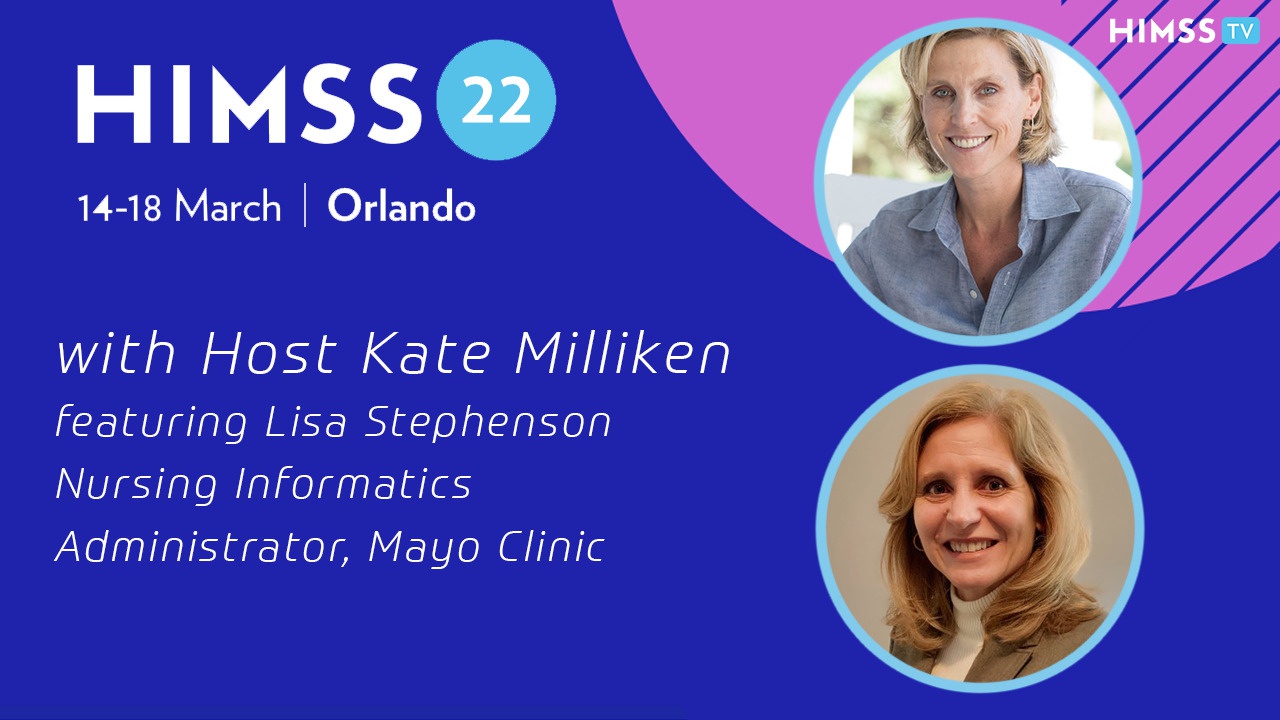 HIMSS TV
HIMSS 22
14-18 March | Orlando
with Host Kate Milliken
featuring Lisa Stephenson
Nursing Informatics
Administrator, Mayo Clinic